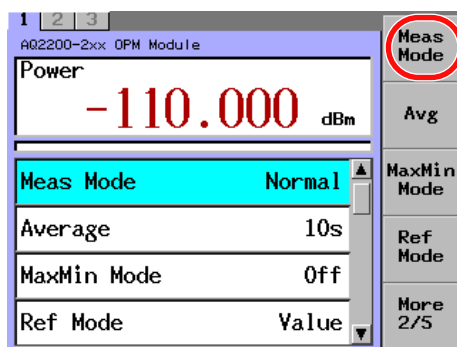 1 2 3
AQ2200-2xx OPM Module
Power
-110.000 dBm
Meas Mode Normal
Average 10s
MaxMin Mode Off
Ref Mode Value
Meas
Mode
Avg
MaxMin
Mode
Ref
Mode
More
2/5